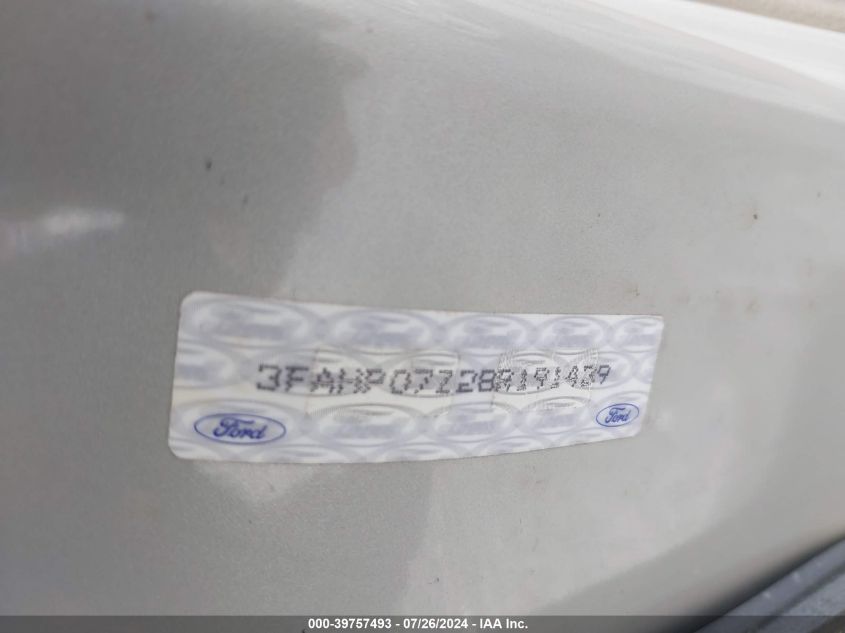 3FAHP07Z28R191439
Ford Ford
000-39757493 - 07/26/2024 - IAA Inc.